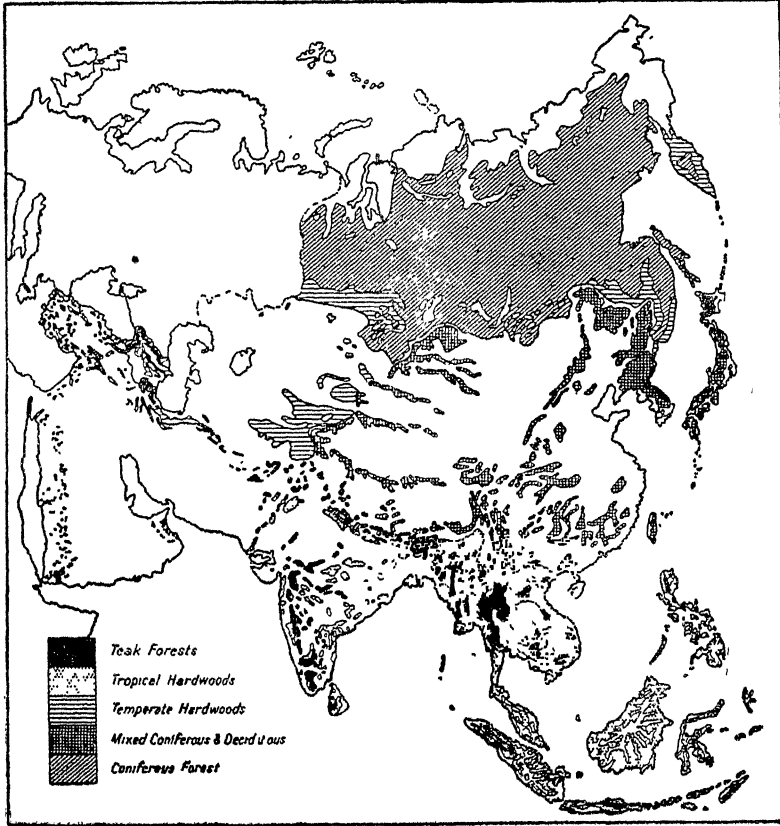 Teak Forests
Tropical Hardwoods
Temperate Hardwoods
Mixed Coniferous & Deciduous
Coniferous Forest